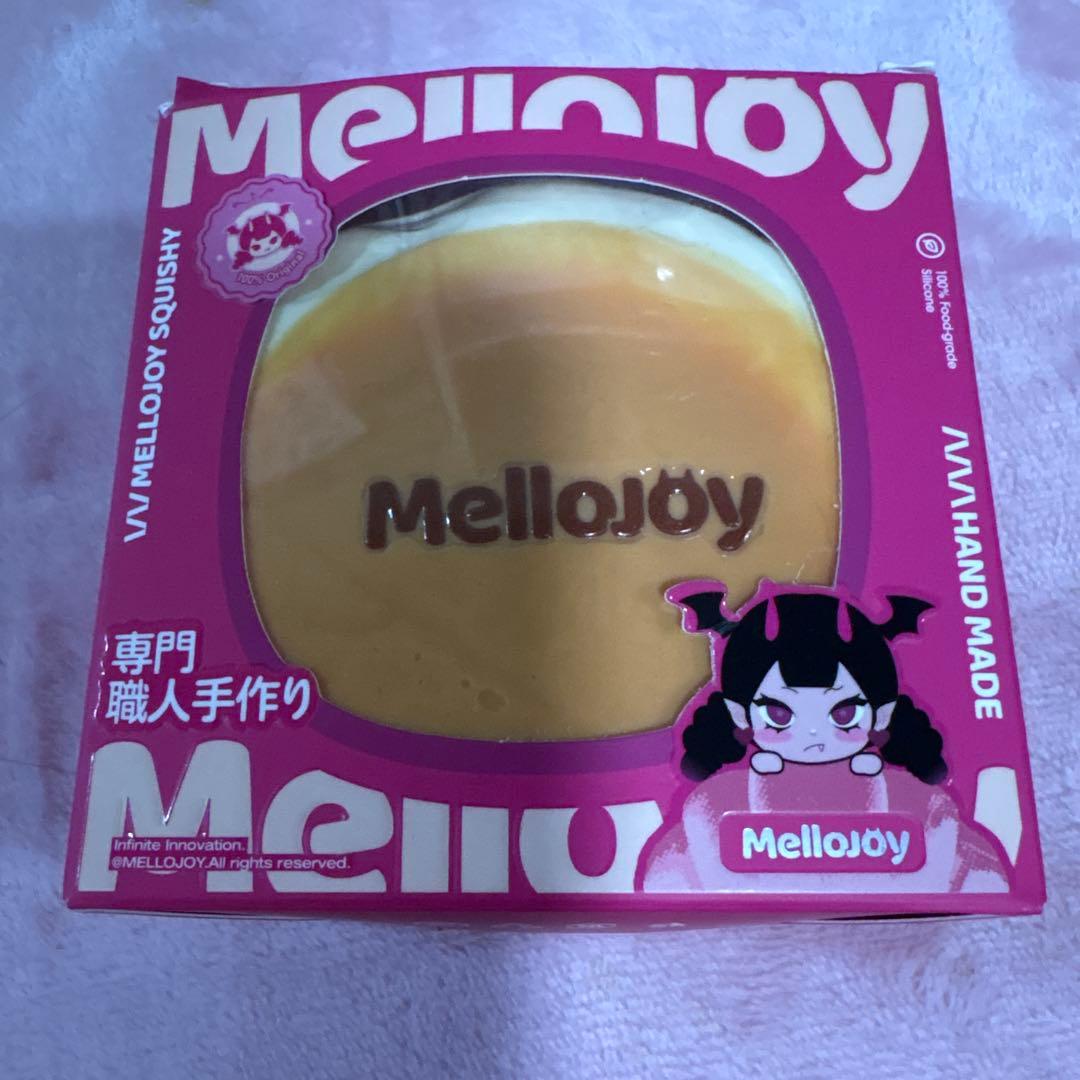 Mellojoy
100% Original
MELLOJOY SQUISHY
100% Food-grade
Silicone
Mellojoy
HAND MADE
専門
職人手作り
Infinite Innovation.
@MELLOJOY.All rights reserved.
Mellojoy